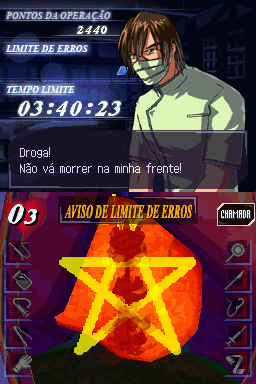 PONTOS DA OPERAÇÃO
2440
LIMITE DE ERROS
TEMPO LIMITE
03:40:23
Droga!
Não vá morrer na minha frente!
03
AVISO DE LIMITE DE ERROS
CHAMADA